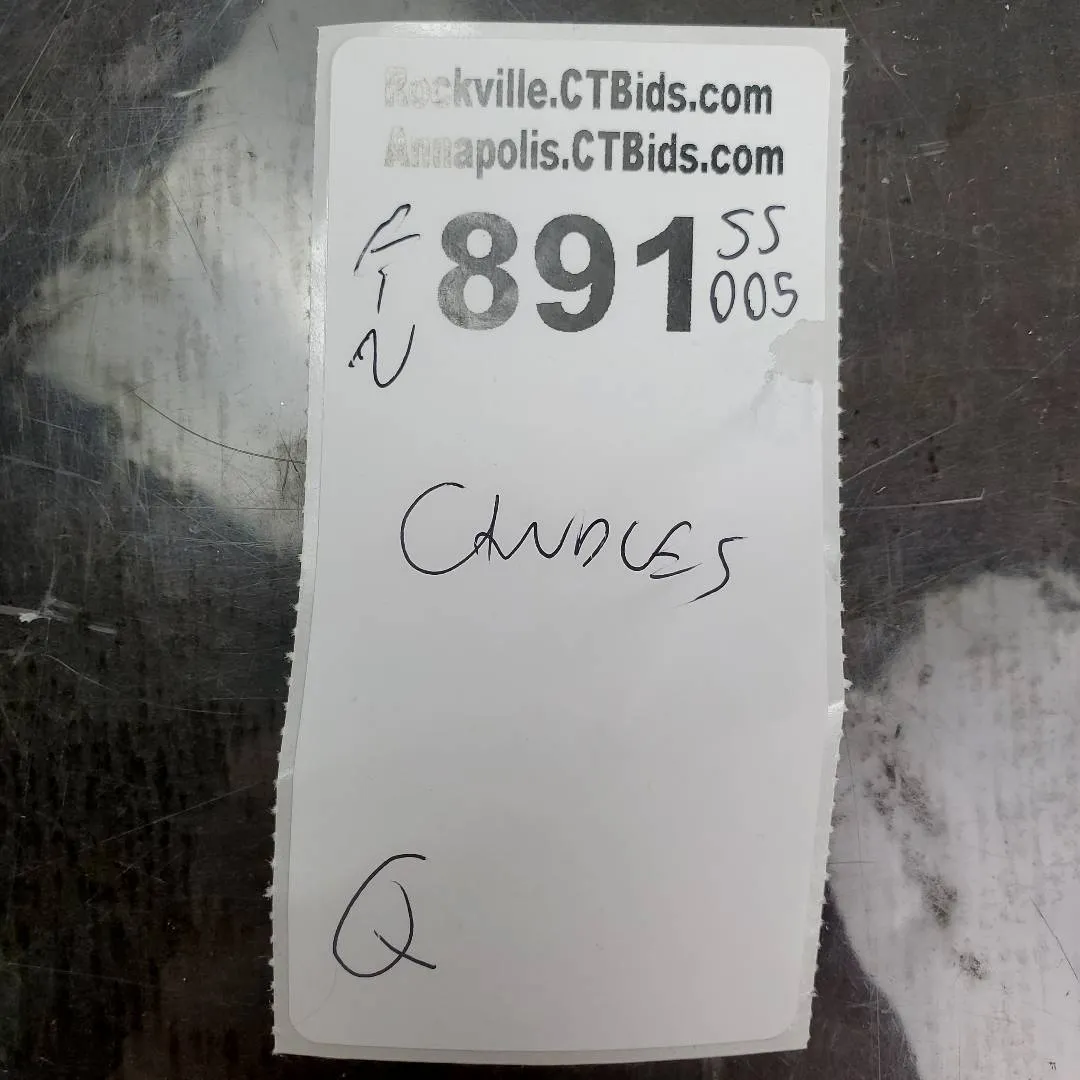 Rockville.CTBids.com
Annapolis.CTBids.com
891
SS
005
CANDLES
Q